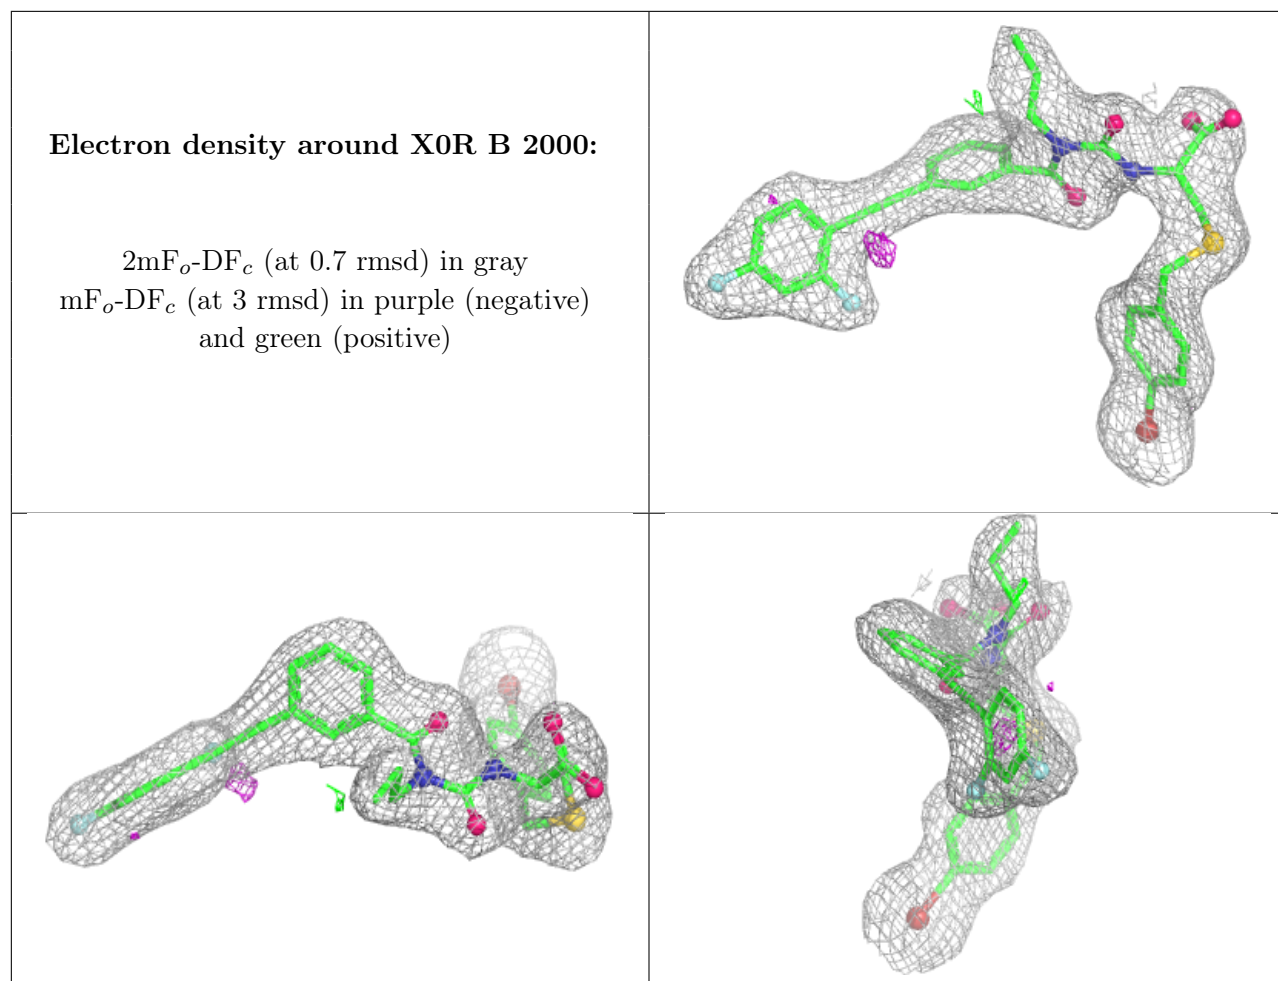 Electron density around X0R B 2000:
2mFo-DFc (at 0.7 rmsd) in gray
mFo-DFc (at 3 rmsd) in purple (negative)
and green (positive)